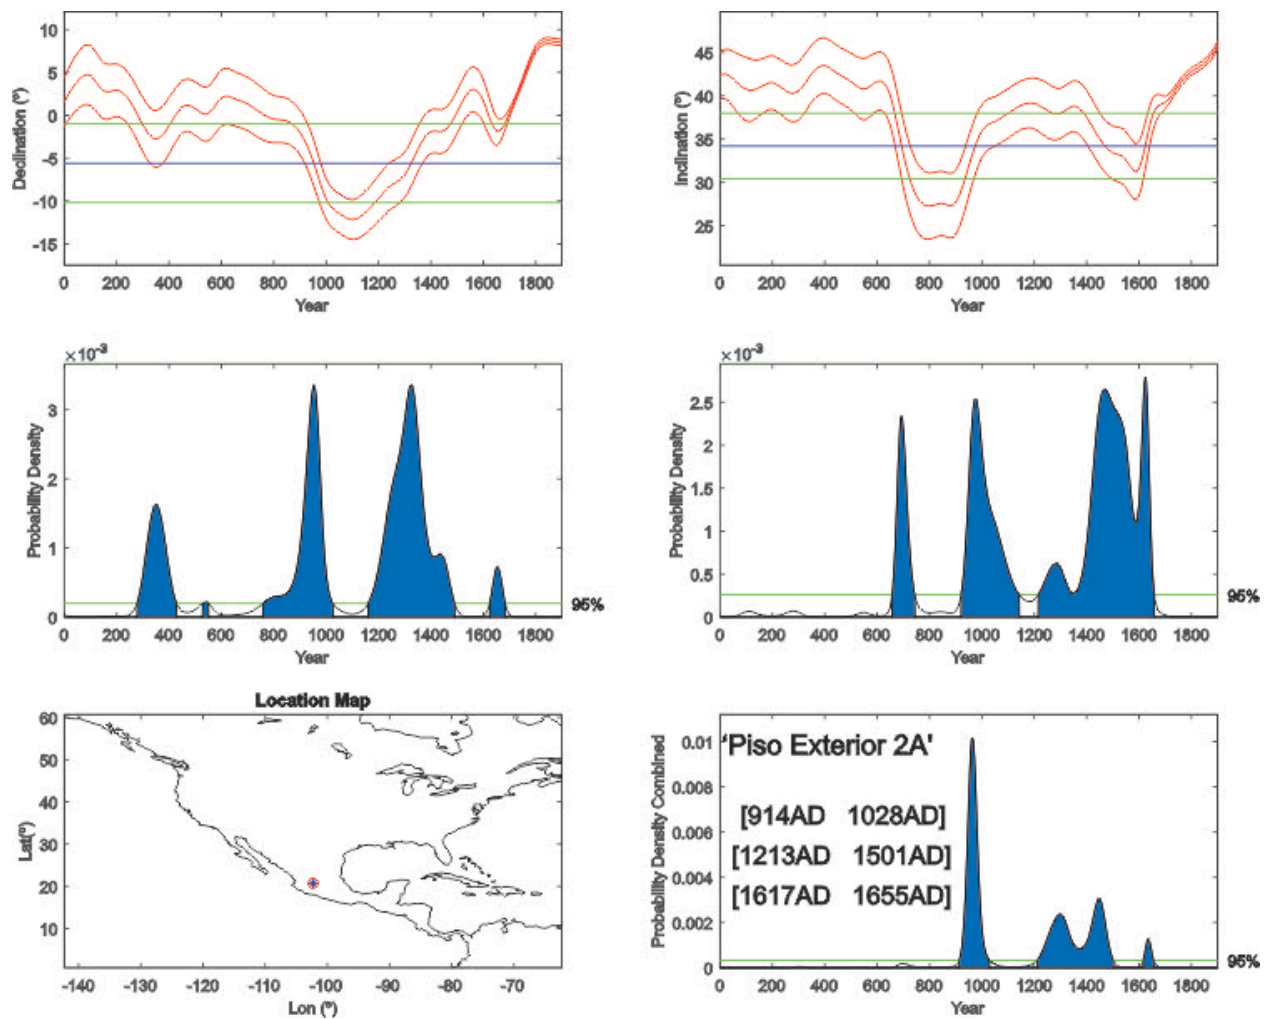 10
5
0
-5
-10
-15
Declination (º)
0 200 400 600 800 1000 1200 1400 1600 1800
Year
45
40
35
30
25
Inclination (º)
0 200 400 600 800 1000 1200 1400 1600 1800
Year
×10-3
3
2
1
0
Probability Density
95%
0 200 400 600 800 1000 1200 1400 1600 1800
Year
×10-3
2.5
2
1.5
1
0.5
0
Probability Density
95%
0 200 400 600 800 1000 1200 1400 1600 1800
Year
Location Map
60
50
40
30
20
10
Lat(º)
-140 -130 -120 -110 -100 -90 -80 -70
Lon (º)
0.01
0.008
0.006
0.004
0.002
0
Probability Density Combined
‘Piso Exterior 2A'
[914AD 1028AD]
[1213AD 1501AD]
[1617AD 1655AD]
95%
0 200 400 600 800 1000 1200 1400 1600 1800
Year